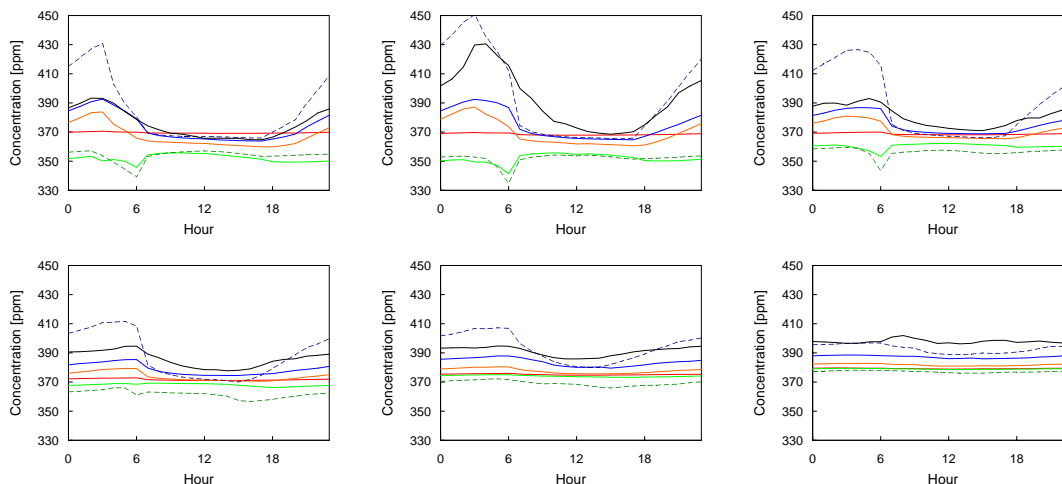 450 450 450
430 430 430
410 410 410
390 390 390
370 370 370
350 350 350
330 330 330
0 6 12 18 0 6 12 18 0 6 12 18
Concentration [ppm] Concentration [ppm] Concentration [ppm]
Hour Hour Hour
450 450 450
430 430 430
410 410 410
390 390 390
370 370 370
350 350 350
330 330 330
0 6 12 18 0 6 12 18 0 6 12 18
Concentration [ppm] Concentration [ppm] Concentration [ppm]
Hour Hour Hour